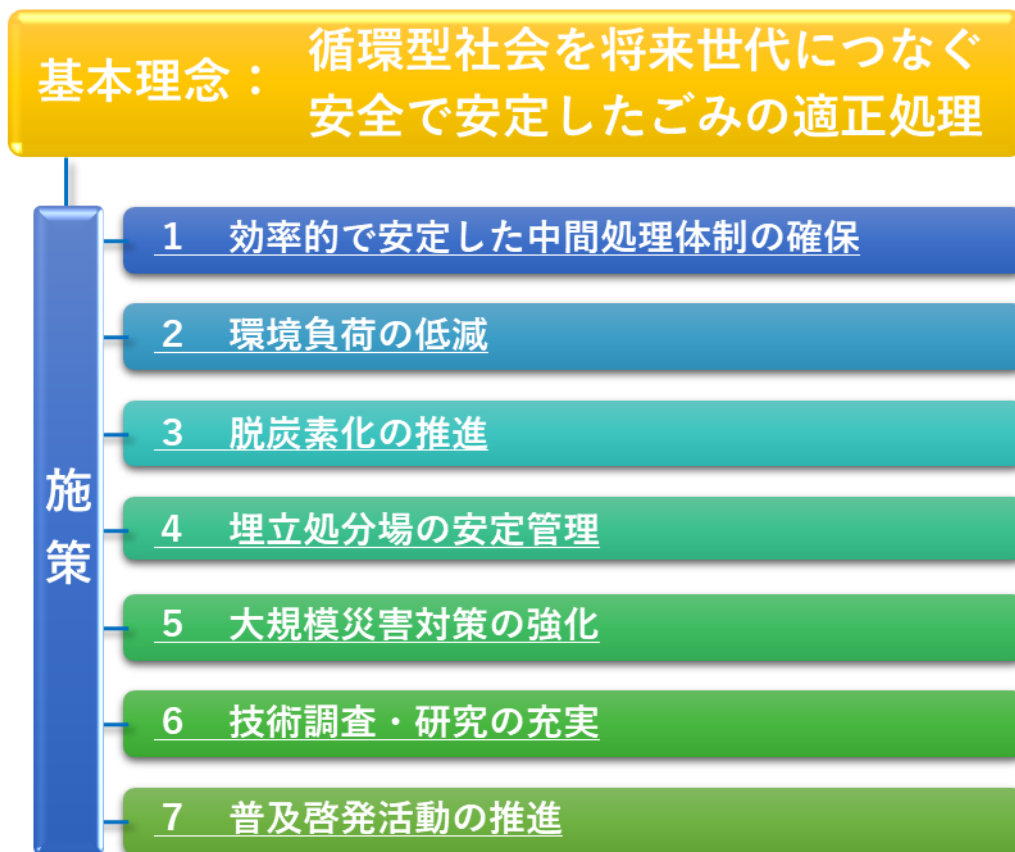 基本理念：
循環型社会を将来世代につなぐ
安全で安定したごみの適正処理
施策
1　効率的で安定した中間処理体制の確保
2　環境負荷の低減
3　脱炭素化の推進
4　埋立処分場の安定管理
5　大規模災害対策の強化
6　技術調査・研究の充実
7　普及啓発活動の推進